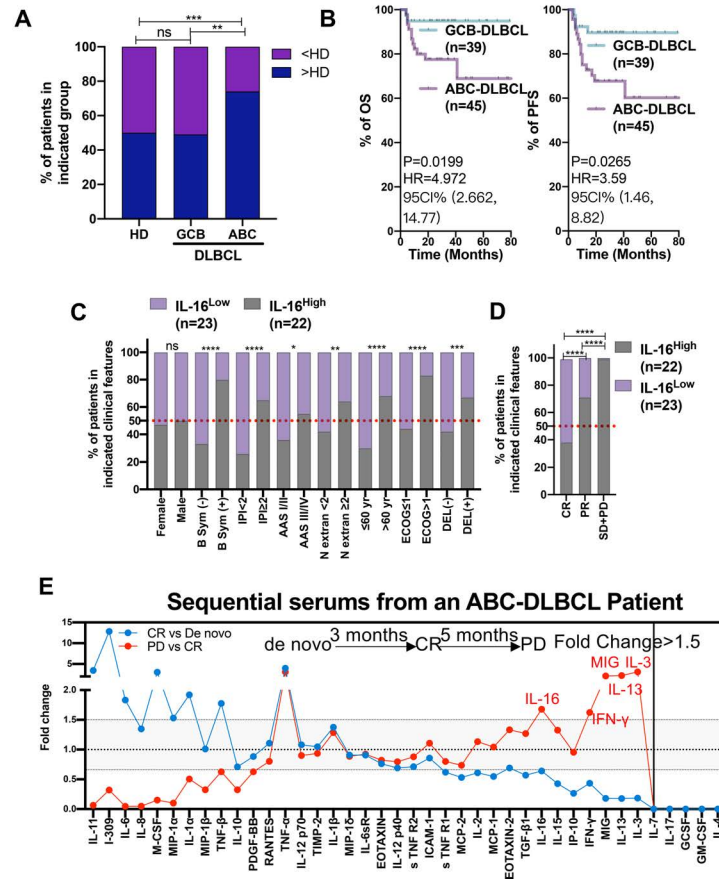 A
***
ns
**
% of patients in
indicated group
100
80
60
40
20
0
<HD
>HD
HD
GCB
ABC
DLBCL
B
% of OS
100
80
60
40
20
0
GCB-DLBCL
(n=39)
ABC-DLBCL
(n=45)
P=0.0199
HR=4.972
95CI% (2.662,
14.77)
0 20 40 60 80
Time (Months)
% of PFS
100
80
60
40
20
0
GCB-DLBCL
(n=39)
ABC-DLBCL
(n=45)
P=0.0265
HR=3.59
95CI% (1.46,
8.82)
0 20 40 60 80
Time (Months)
C
IL-16Low
(n=23)
IL-16High
(n=22)
% of patients in
indicated clinical features
100
80
60
50
40
20
0
ns
****
****
*
**
****
****
***
Female
Male
B Sym (-)
B Sym (+)
IPI<2
IPI≥2
AAS I/II
AAS III/IV
N extran <2
N extran ≥2
≤60 yr
>60 yr
ECOG≤1
ECOG>1
DEL(-)
DEL(+)
D
****
****
****
% of patients in
indicated clinical features
100
80
60
50
40
20
0
IL-16High
(n=22)
IL-16Low
(n=23)
CR
PR
SD+PD
E
Sequential serums from an ABC-DLBCL Patient
CR vs De novo
PD vs CR
de novo 3 months CR 5 months PD Fold Change>1.5
Fold change
15
10
5
2.0
1.5
1.0
0.5
0.0
IL-16
MIG IL-3
IL-13
IFN-γ
IL-11
I-309
IL-6
IL-8
M-CSF
MIP-1α
IL-1α
MIP-1β
TNF-β
IL-10
PDGF-BB
RANTES
TNF-α
IL-12 p70
TIMP-2
IL-1β
MIP-1δ
IL-6sR
EOTAXIN
IL-12 p40
s TNF R2
ICAM-1
s TNF R1
MCP-2
IL-2
MCP-1
EOTAXIN-2
TGF-β1
IL-16
IL-15
IP-10
IFN-γ
MIG
IL-13
IL-3
IL-7
IL-17
GCSF
GM-CSF
IL-4